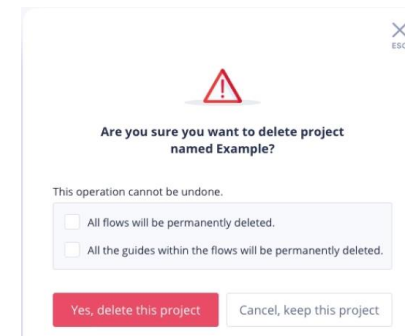 ESC
Are you sure you want to delete project
named Example?
This operation cannot be undone.
All flows will be permanently deleted.
All the guides within the flows will be permanently deleted.
Yes, delete this project
Cancel, keep this project